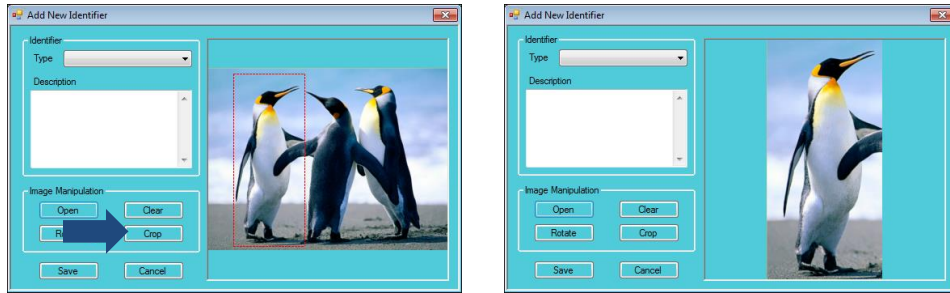 Add New Identifier
Identifier
Type
Description
Image Manipulation
Open Clear
Crop
Save Cancel
Add New Identifier
Identifier
Type
Description
Image Manipulation
Open Clear
Rotate Crop
Save Cancel